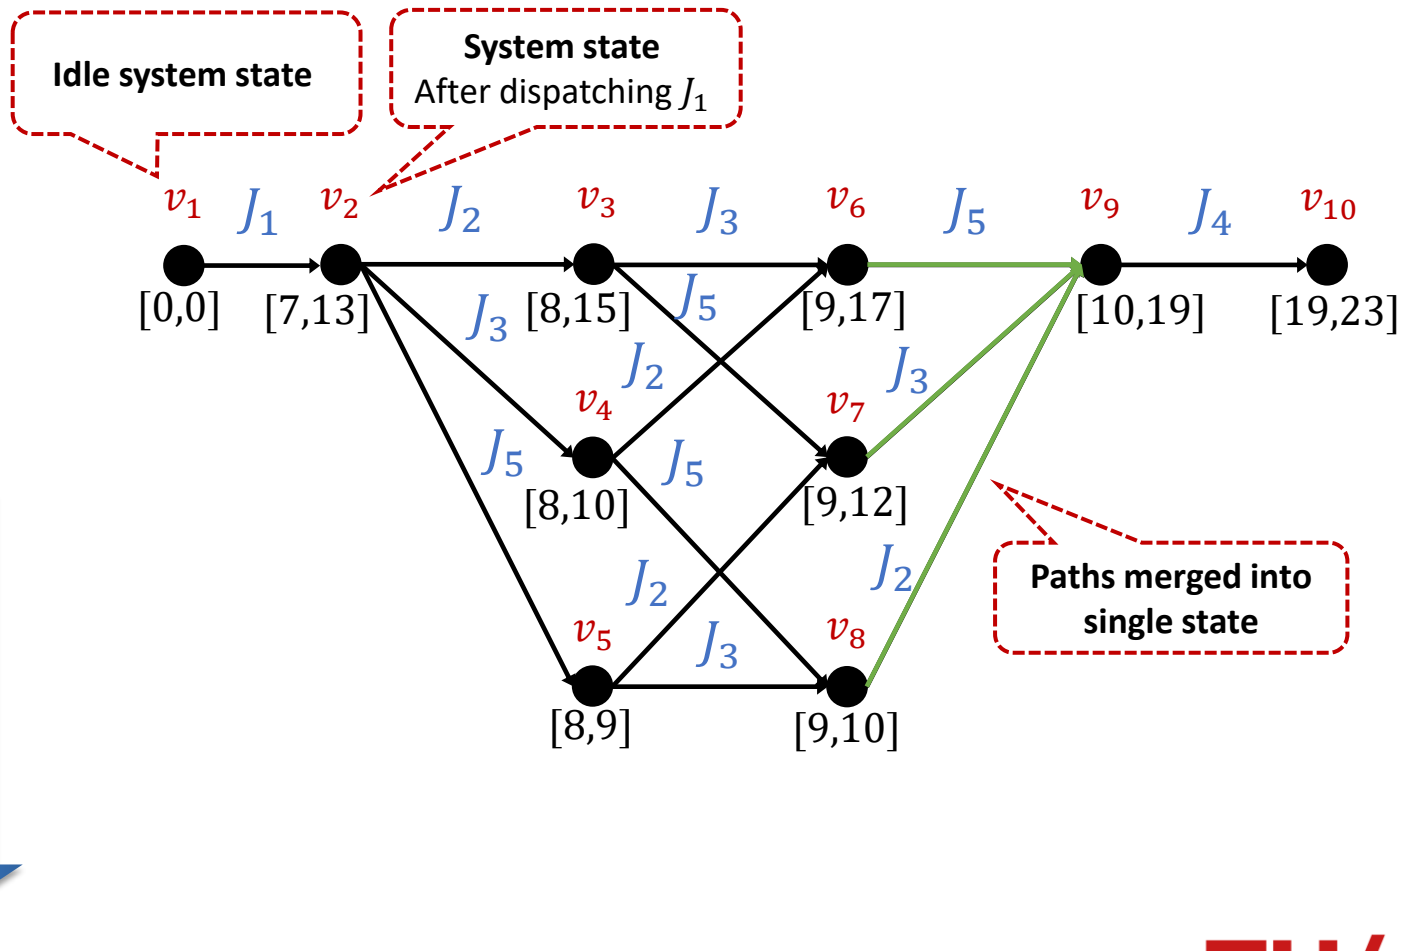 Idle system state
System state
After dispatching J₁
v₁ J₁ v₂ J₂ v₃ J₃ v₆ J₅ v₉ J₄ v₁₀
[0,0] [7,13] [8,15] [9,17] [10,19] [19,23]
J₃ J₅
J₂ J₃
v₄ v₇
J₅ J₅
[8,10] [9,12]
J₂ J₂
Paths merged into
single state
v₅ J₃ v₈
[8,9] [9,10]